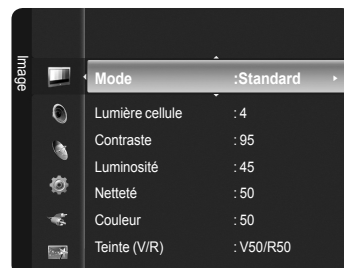 Image
Mode :Standard
Lumière cellule : 4
Contraste : 95
Luminosité : 45
Netteté : 50
Couleur : 50
Teinte (V/R) : V50/R50